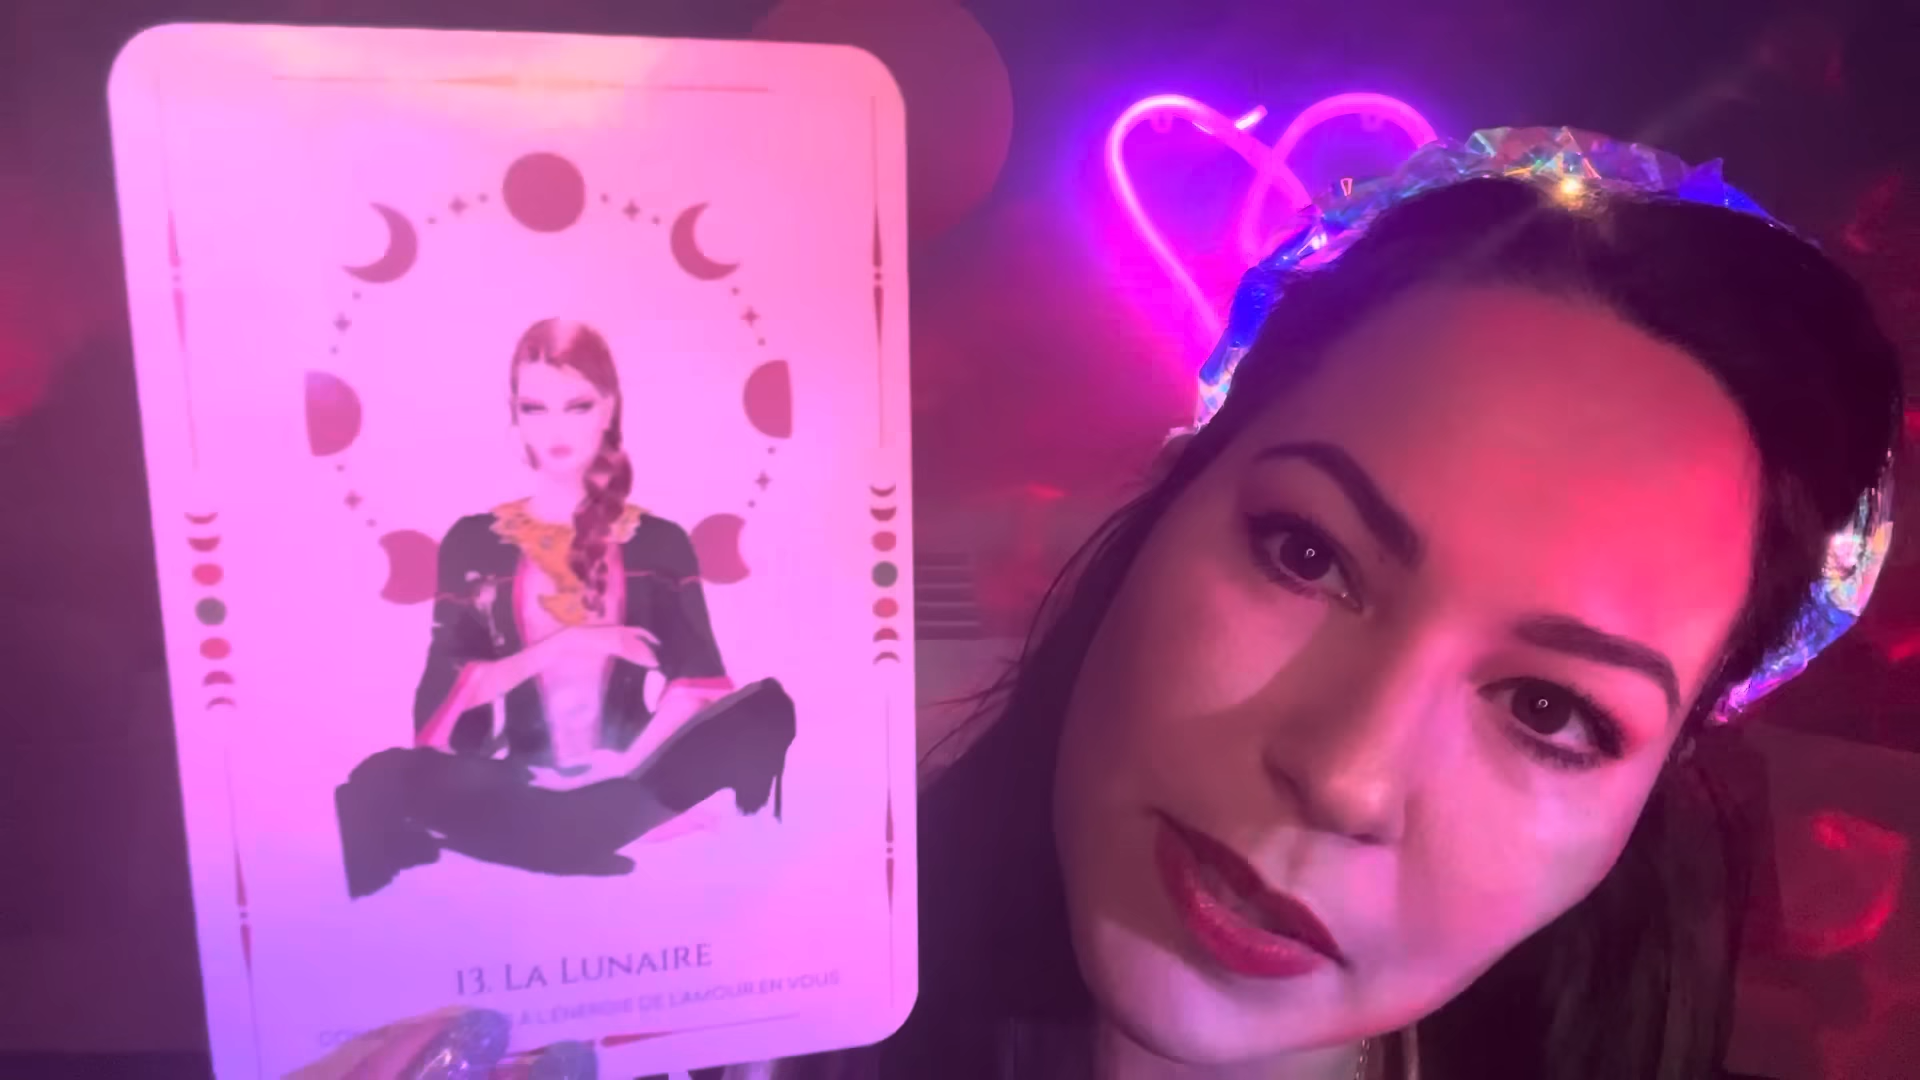 13. LA LUNAIRE
À L'ÉNERGIE DE L'AMOUR EN VOUS